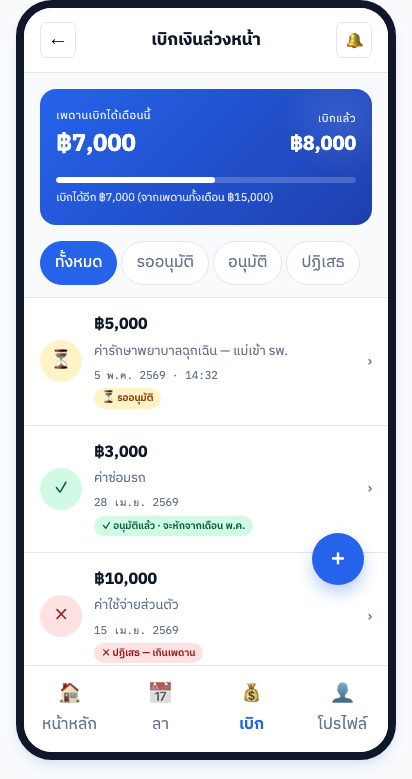 ←
เบิกเงินล่วงหน้า
เพดานเบิกได้เดือนนี้
เบิกแล้ว
฿7,000
฿8,000
เบิกได้อีก ฿7,000 (จากเพดานทั้งเดือน ฿15,000)
ทั้งหมด
รออนุมัติ
อนุมัติ
ปฏิเสธ
฿5,000
ค่ารักษาพยาบาลฉุกเฉิน — แม่เข้า รพ.
5 พ.ค. 2569 · 14:32
⏳ รออนุมัติ
›
฿3,000
ค่าซ่อมรถ
28 เม.ย. 2569
✓ อนุมัติแล้ว · จะหักจากเดือน พ.ค.
›
+
฿10,000
ค่าใช้จ่ายส่วนตัว
15 เม.ย. 2569
✕ ปฏิเสธ — เกินเพดาน
›
หน้าหลัก
ลา
เบิก
โปรไฟล์